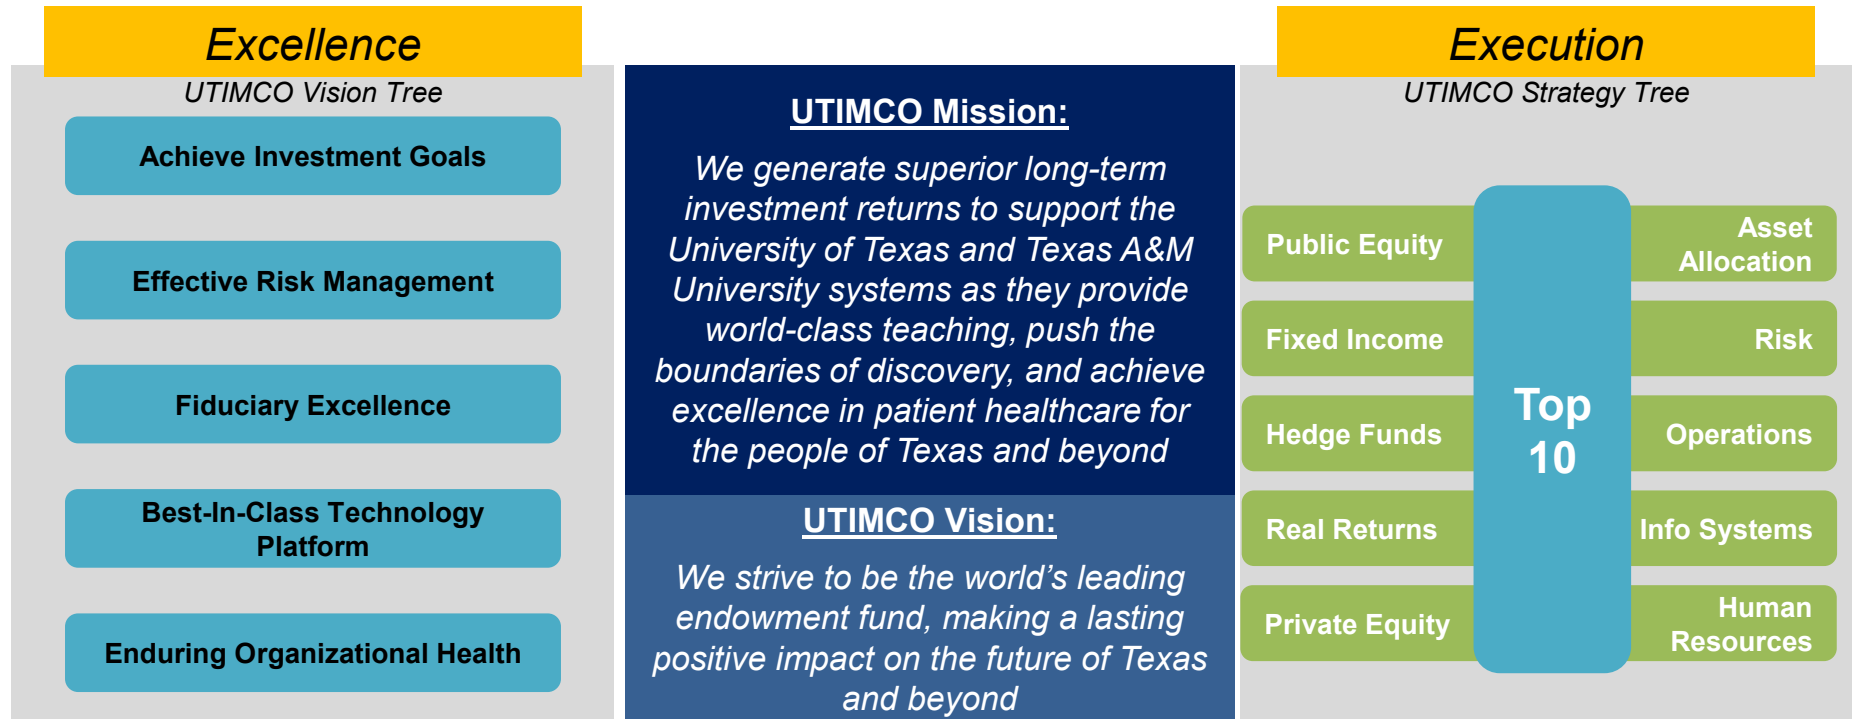 Excellence
UTIMCO Vision Tree
Achieve Investment Goals
Effective Risk Management
Fiduciary Excellence
Best-In-Class Technology
Platform
Enduring Organizational Health
UTIMCO Mission:
We generate superior long-term
investment returns to support the
University of Texas and Texas A&M
University systems as they provide
world-class teaching, push the
boundaries of discovery, and achieve
excellence in patient healthcare for
the people of Texas and beyond
UTIMCO Vision:
We strive to be the world’s leading
endowment fund, making a lasting
positive impact on the future of Texas
and beyond
Execution
UTIMCO Strategy Tree
Public Equity
Fixed Income
Hedge Funds
Real Returns
Private Equity
Top
10
Asset
Allocation
Risk
Operations
Info Systems
Human
Resources